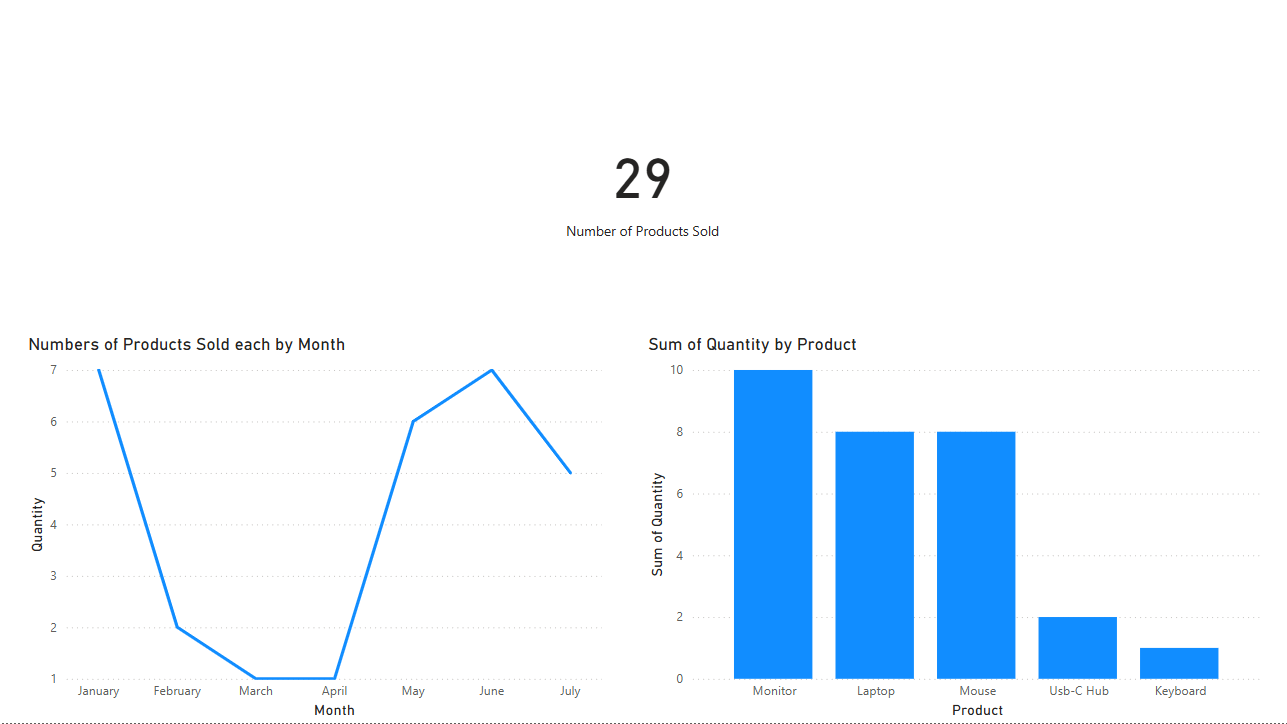 29
Number of Products Sold
Numbers of Products Sold each by Month
7
6
5
4
3
2
1
Quantity
January February March April May June July
Month
Sum of Quantity by Product
10
8
6
4
2
0
Sum of Quantity
Monitor Laptop Mouse Usb-C Hub Keyboard
Product